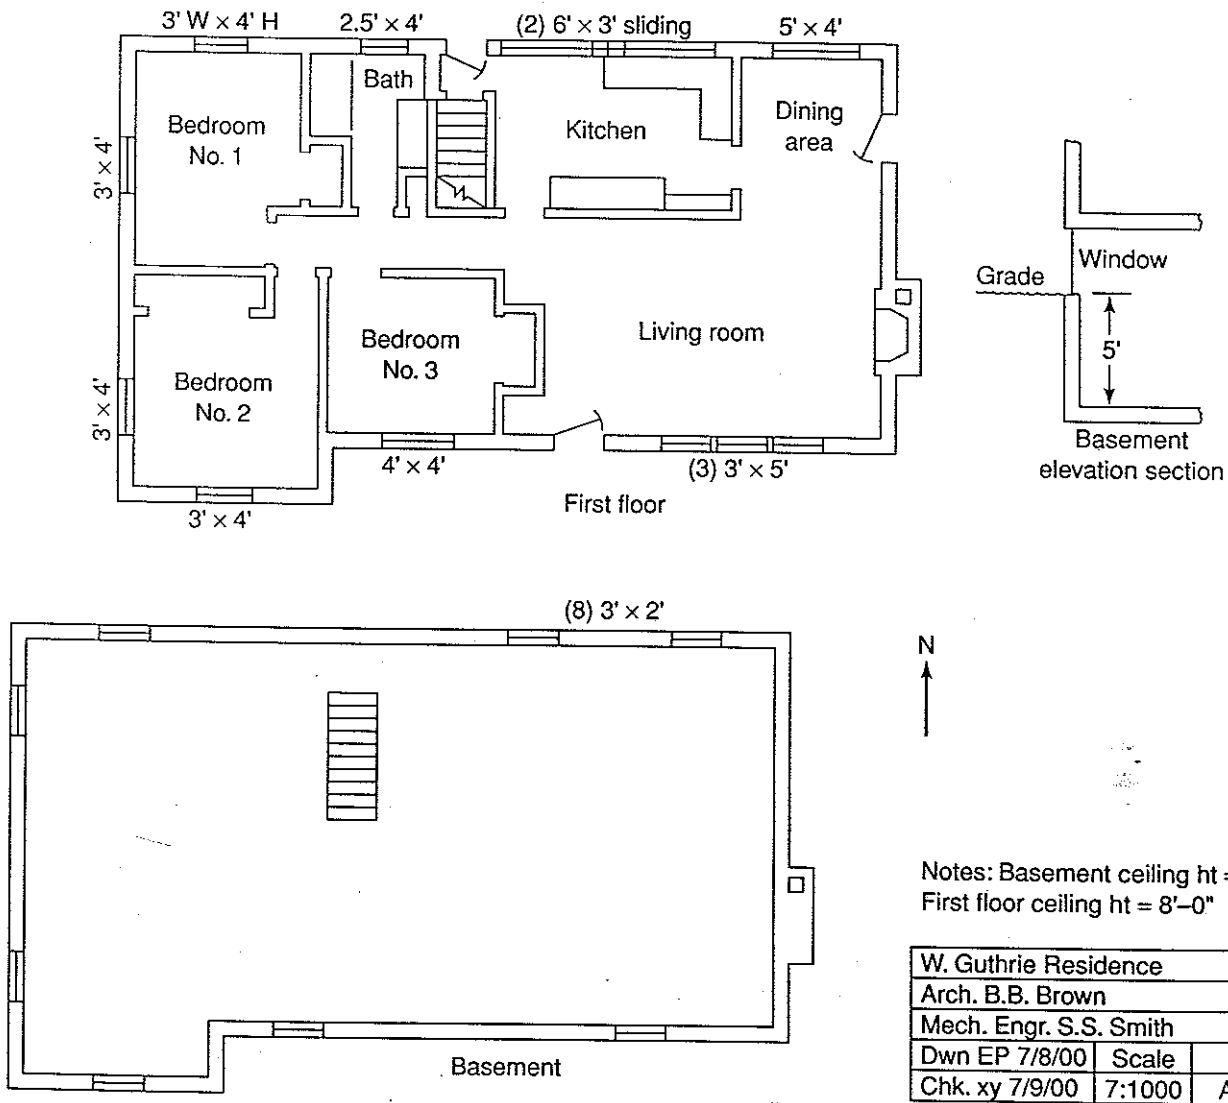 3' W × 4' H
2.5' × 4'
(2) 6' × 3' sliding
5' × 4'
Bath
Bedroom
No. 1
Kitchen
Dining
area
3' × 4'
Grade
Window
5'
Basement
elevation section
Bedroom
No. 2
Bedroom
No. 3
Living room
3' × 4'
4' × 4'
(3) 3' × 5'
3' × 4'
First floor
(8) 3' × 2'
N
Basement
Notes: Basement ceiling ht =
First floor ceiling ht = 8'–0"
W. Guthrie Residence
Arch. B.B. Brown
Mech. Engr. S.S. Smith
Dwn EP 7/8/00 Scale
Chk. xy 7/9/00 7:1000